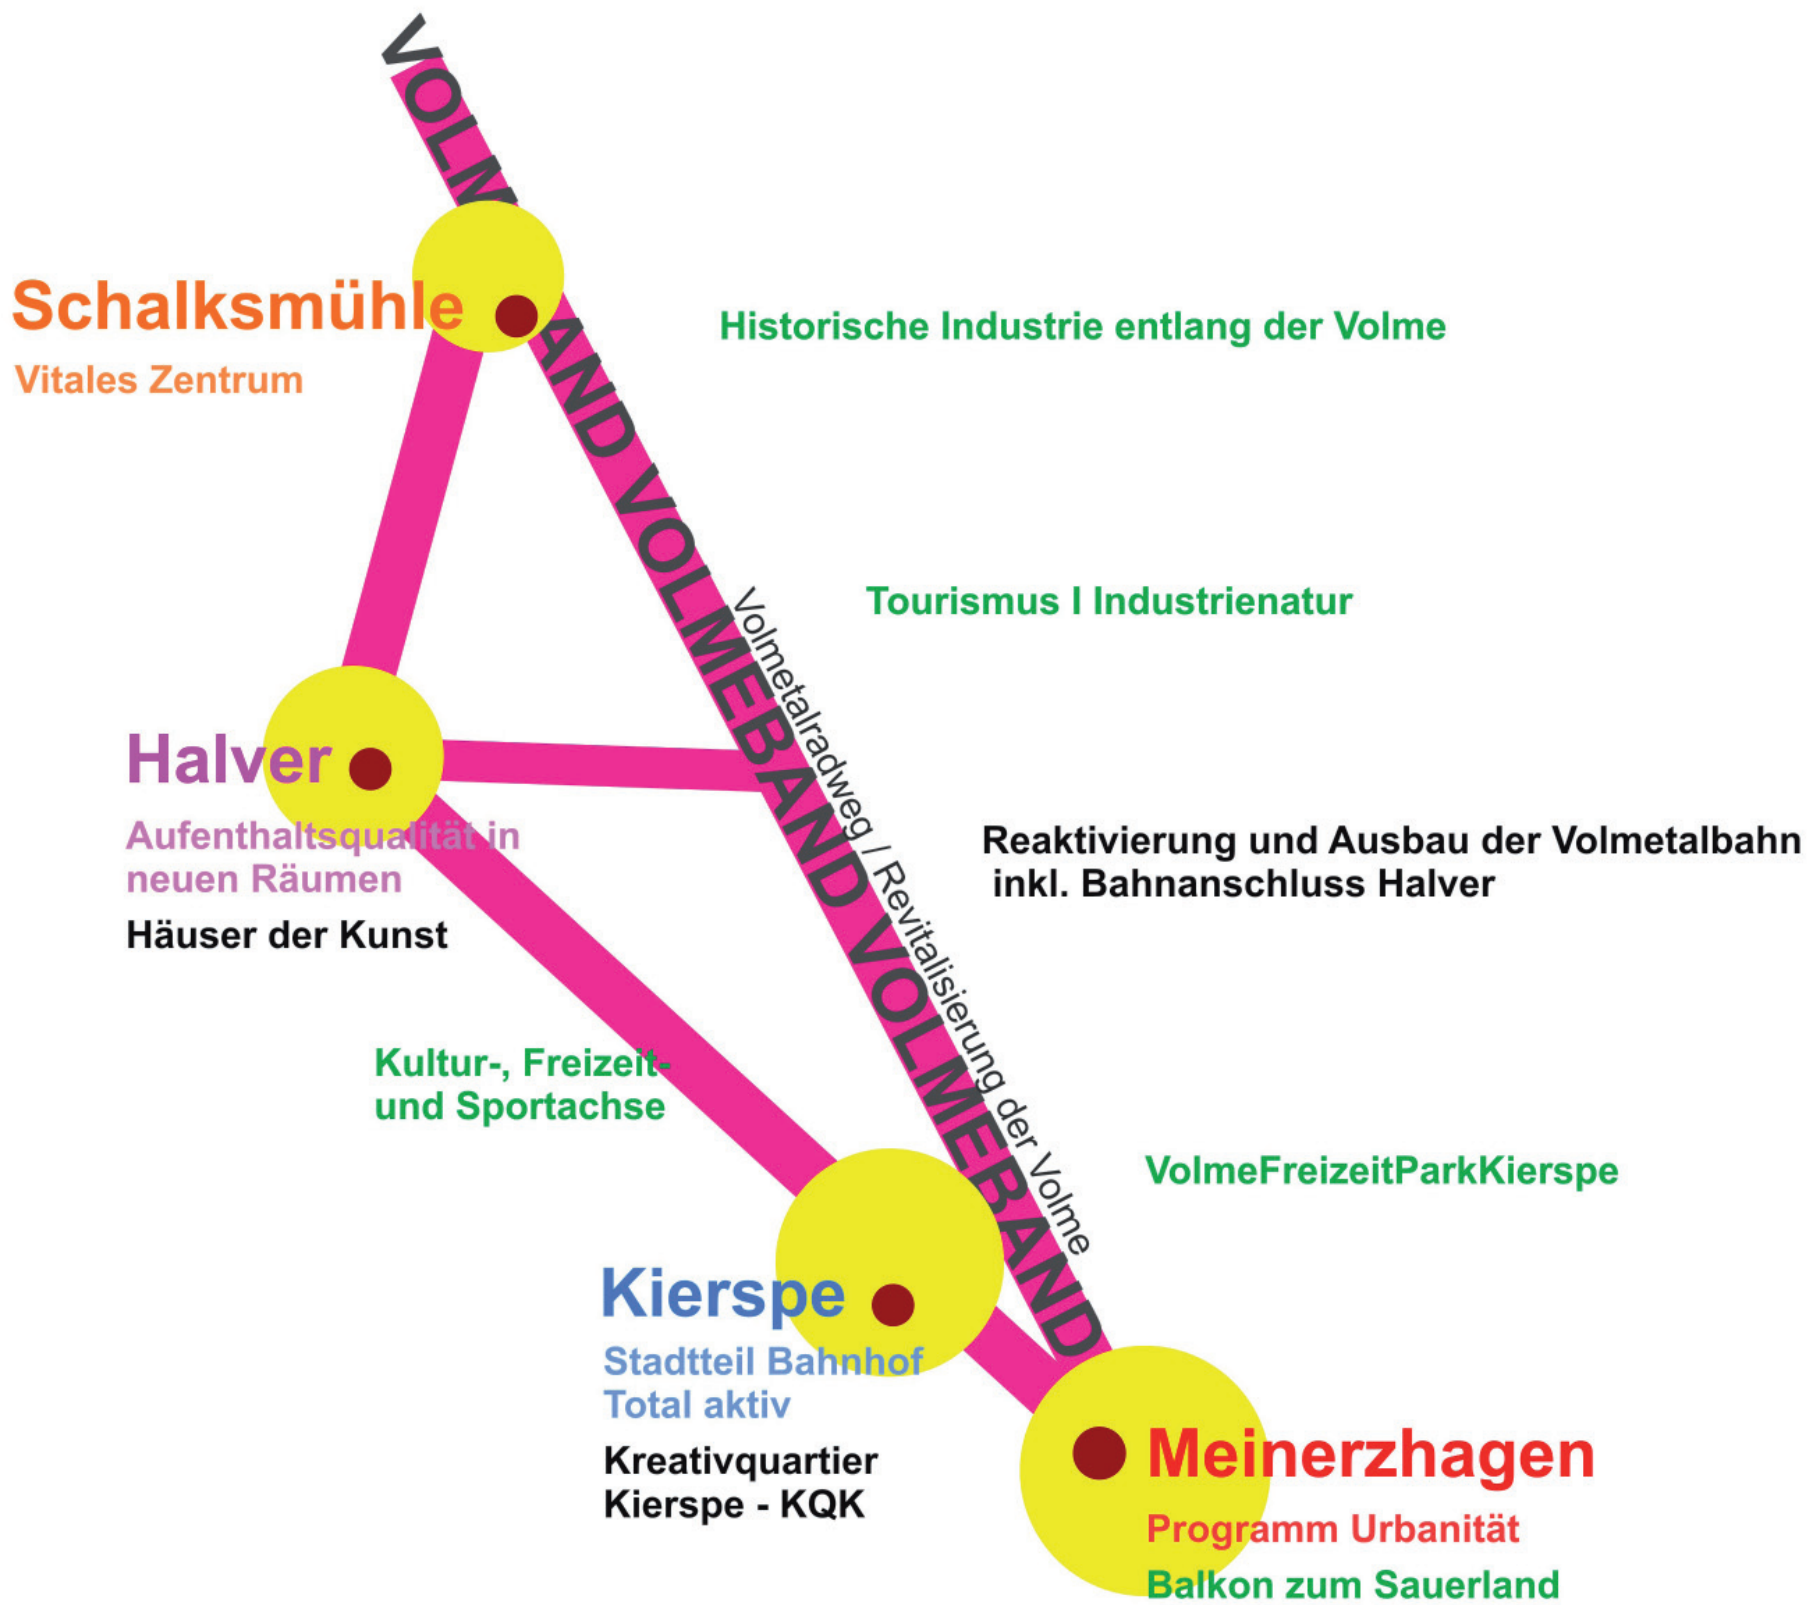 VOLM AND VOLMEBAND VOLMEBAND
Schalksmühle
Vitales Zentrum
Historische Industrie entlang der Volme
Tourismus I Industrienatur
Volmetalradweg / Revitalisierung der Volme
Halver
Aufenthaltsqualität in
neuen Räumen
Häuser der Kunst
Reaktivierung und Ausbau der Volmetalbahn
inkl. Bahnanschluss Halver
Kultur-, Freizeit-
und Sportachse
VolmeFreizeitParkKierspe
Kierspe
Stadtteil Bahnhof
Total aktiv
Kreativquartier
Kierspe - KQK
Meinerzhagen
Programm Urbanität
Balkon zum Sauerland